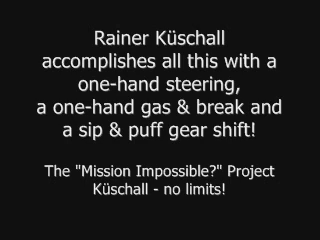 Rainer Küschall
accomplishes all this with a
one-hand steering,
a one-hand gas & break and
a sip & puff gear shift!
The "Mission Impossible?" Project
Küschall - no limits!